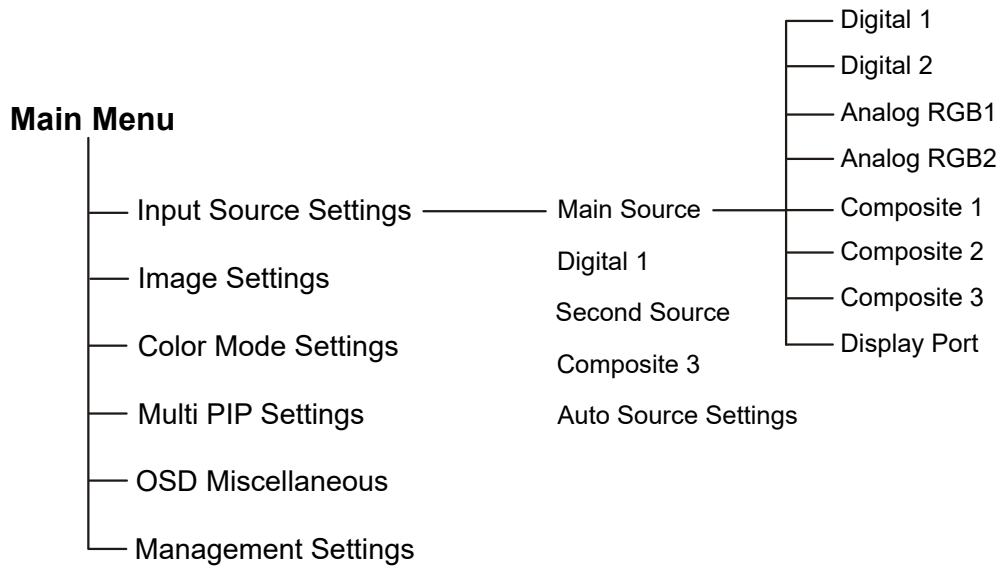 Main Menu
Input Source Settings
Image Settings
Color Mode Settings
Multi PIP Settings
OSD Miscellaneous
Management Settings
Main Source
Digital 1
Second Source
Composite 3
Auto Source Settings
Digital 1
Digital 2
Analog RGB1
Analog RGB2
Composite 1
Composite 2
Composite 3
Display Port